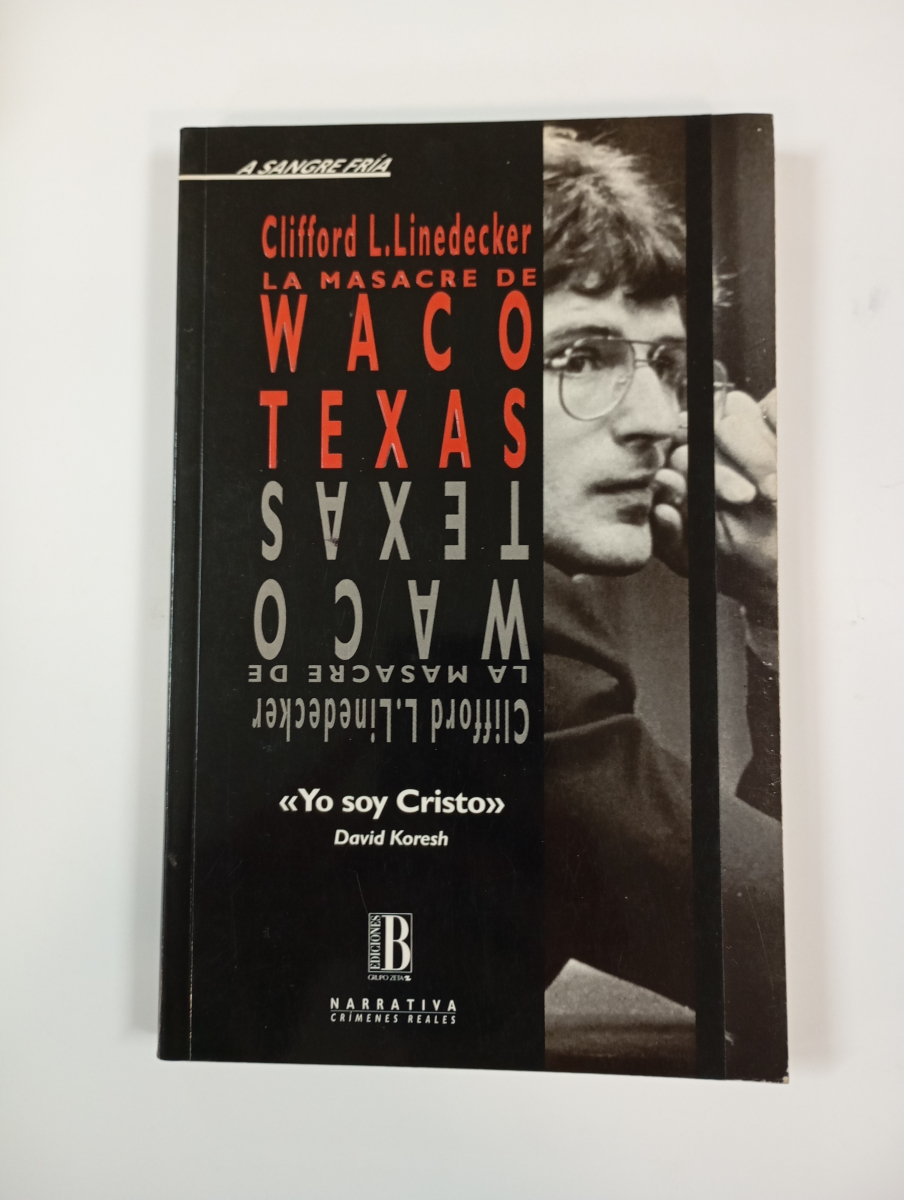 A SANGRE FRÍA
Clifford L.Linedecker
LA MASACRE DE
WACO
TEXAS
TEXAS
WACO
LA MASACRE DE
Clifford L.Linedecker
«Yo soy Cristo»
David Koresh
EDICIONES
B
GRUPO ZETA
NARRATIVA
CRÍMENES REALES